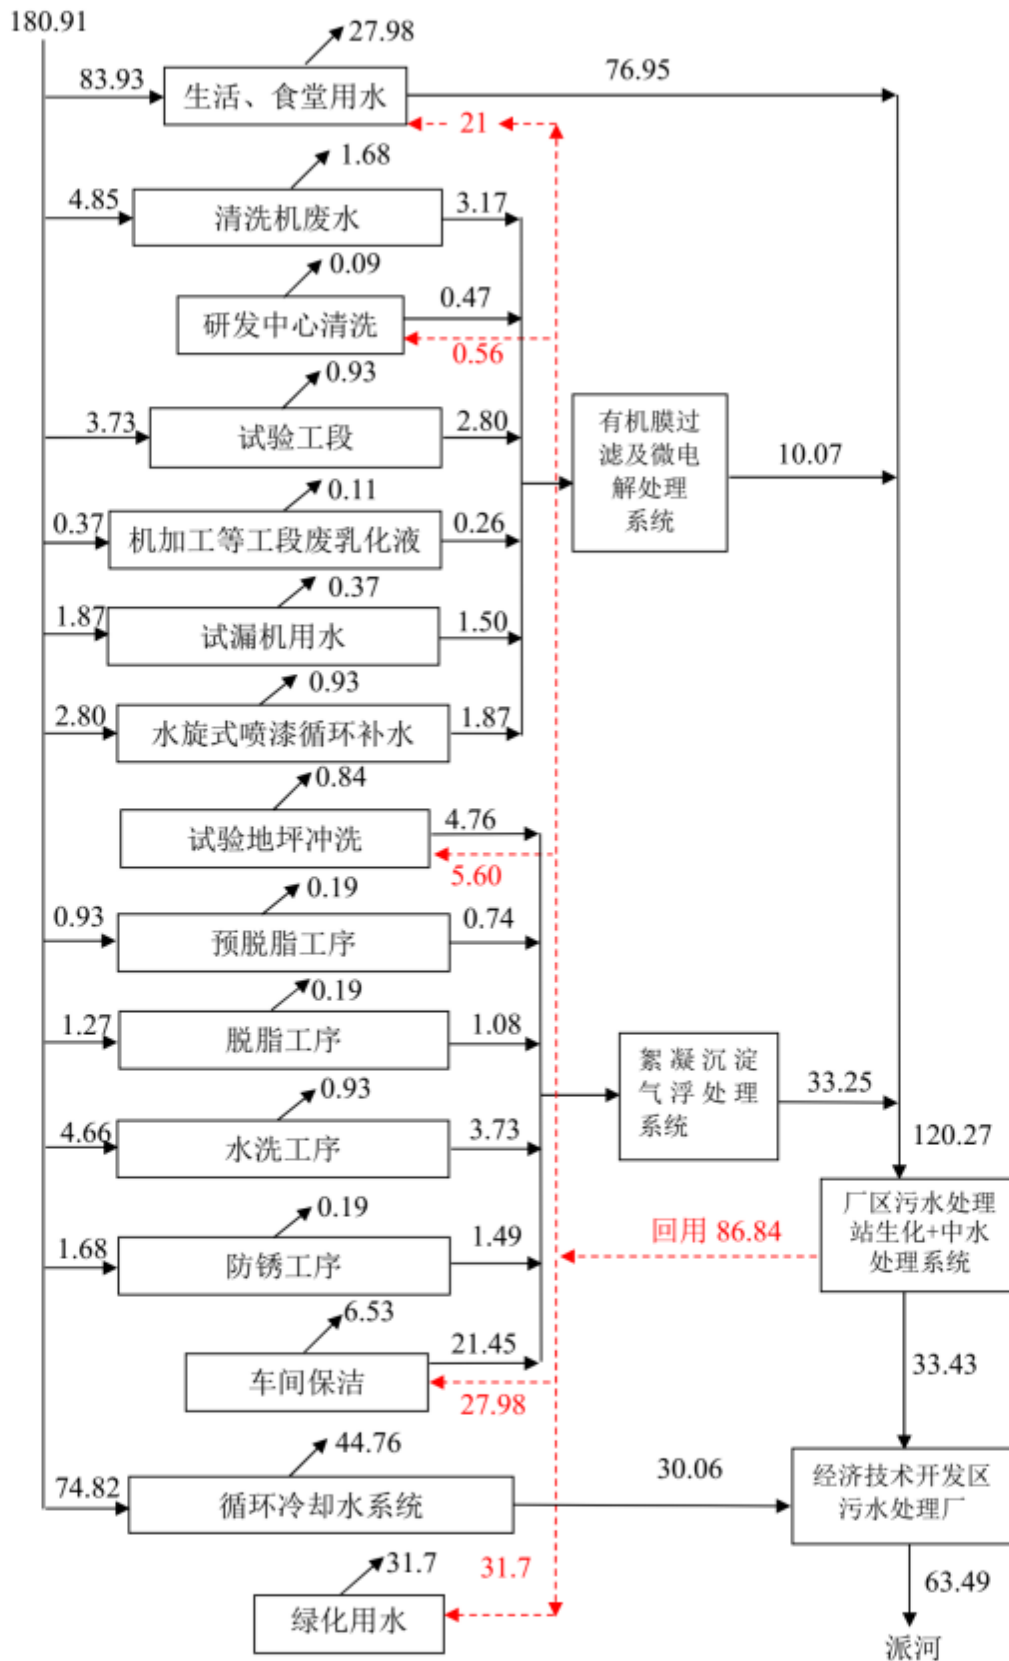 180.91
27.98
83.93
生活、食堂用水
76.95
21
1.68
4.85
清洗机废水
3.17
0.09
研发中心清洗
0.47
0.56
0.93
3.73
试验工段
2.80
有机膜过
滤及微电
解处理
系统
10.07
0.11
0.37
机加工等工段废乳化液
0.26
0.37
1.87
试漏机用水
1.50
0.93
2.80
水旋式喷漆循环补水
1.87
0.84
试验地坪冲洗
4.76
5.60
0.19
0.93
预脱脂工序
0.74
0.19
1.27
脱脂工序
1.08
絮凝沉淀
气浮处理
系统
33.25
0.93
4.66
水洗工序
3.73
120.27
0.19
1.68
防锈工序
1.49
回用 86.84
厂区污水处理
站生化+中水
处理系统
6.53
车间保洁
21.45
27.98
33.43
44.76
74.82
循环冷却水系统
30.06
经济技术开发区
污水处理厂
31.7
绿化用水
31.7
63.49
派河